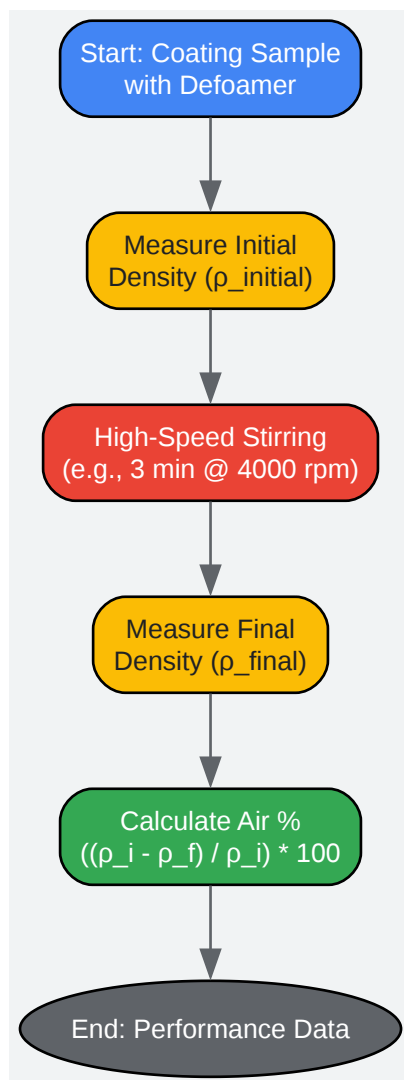 Start: Coating Sample
with Defoamer
Measure Initial
Density (ρ_initial)
High-Speed Stirring
(e.g., 3 min @ 4000 rpm)
Measure Final
Density (ρ_final)
Calculate Air %
((ρ_i - ρ_f) / ρ_i) * 100
End: Performance Data